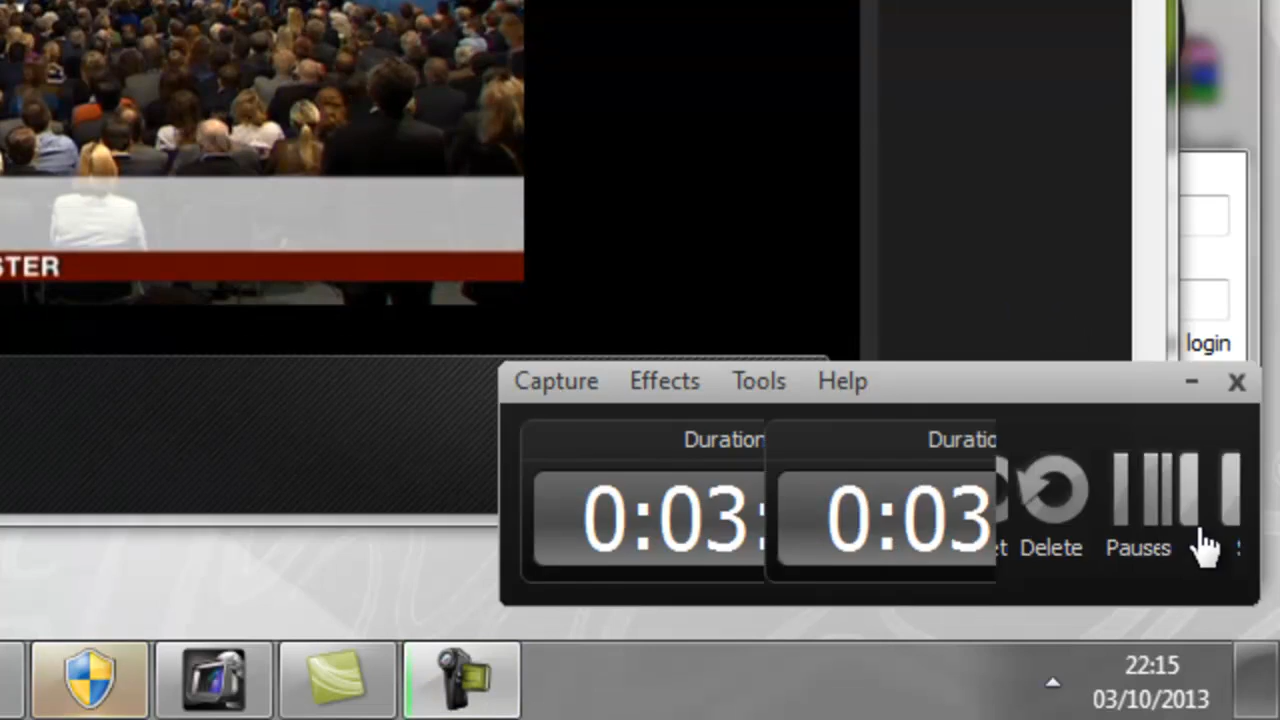 STER
login
Capture Effects Tools Help
Duration Duratio
0:03: 0:03
t Delete Pauses
22:15
03/10/2013